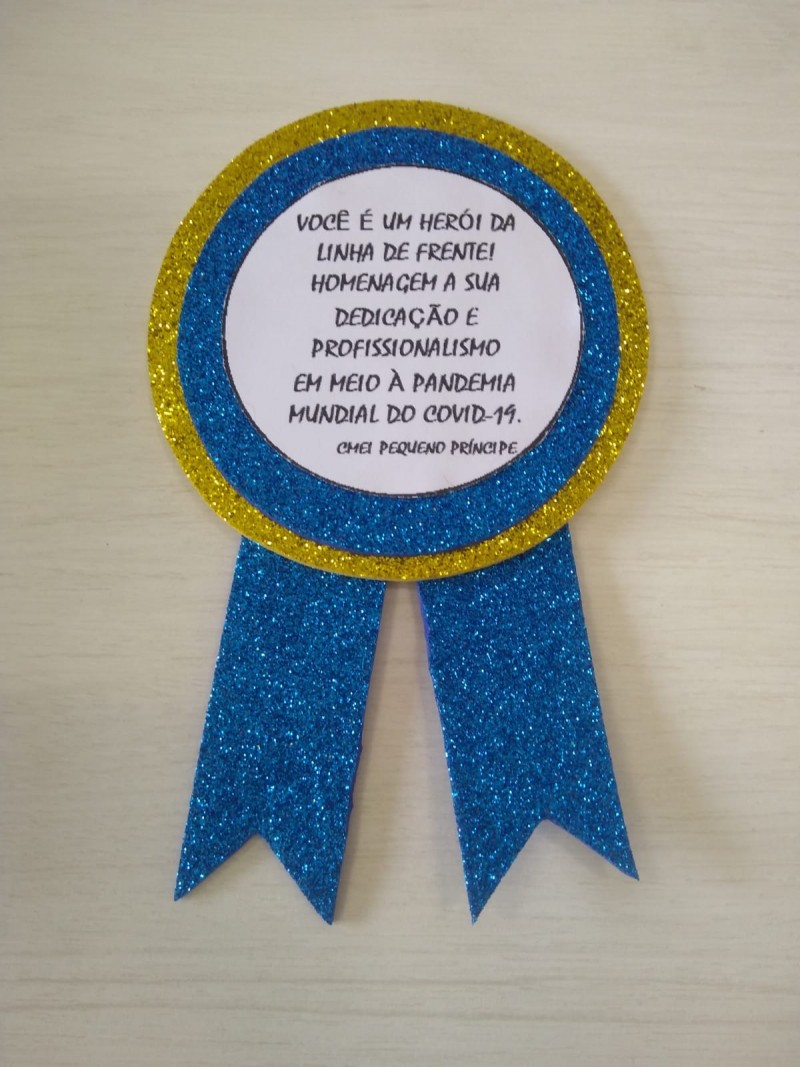 VOCÊ É UM HERÓI DA
LINHA DE FRENTE!
HOMENAGEM A SUA
DEDICAÇÃO E
PROFISSIONALISMO
EM MEIO À PANDEMIA
MUNDIAL DO COVID-19.
CMEI PEQUENO PRÍNCIPE